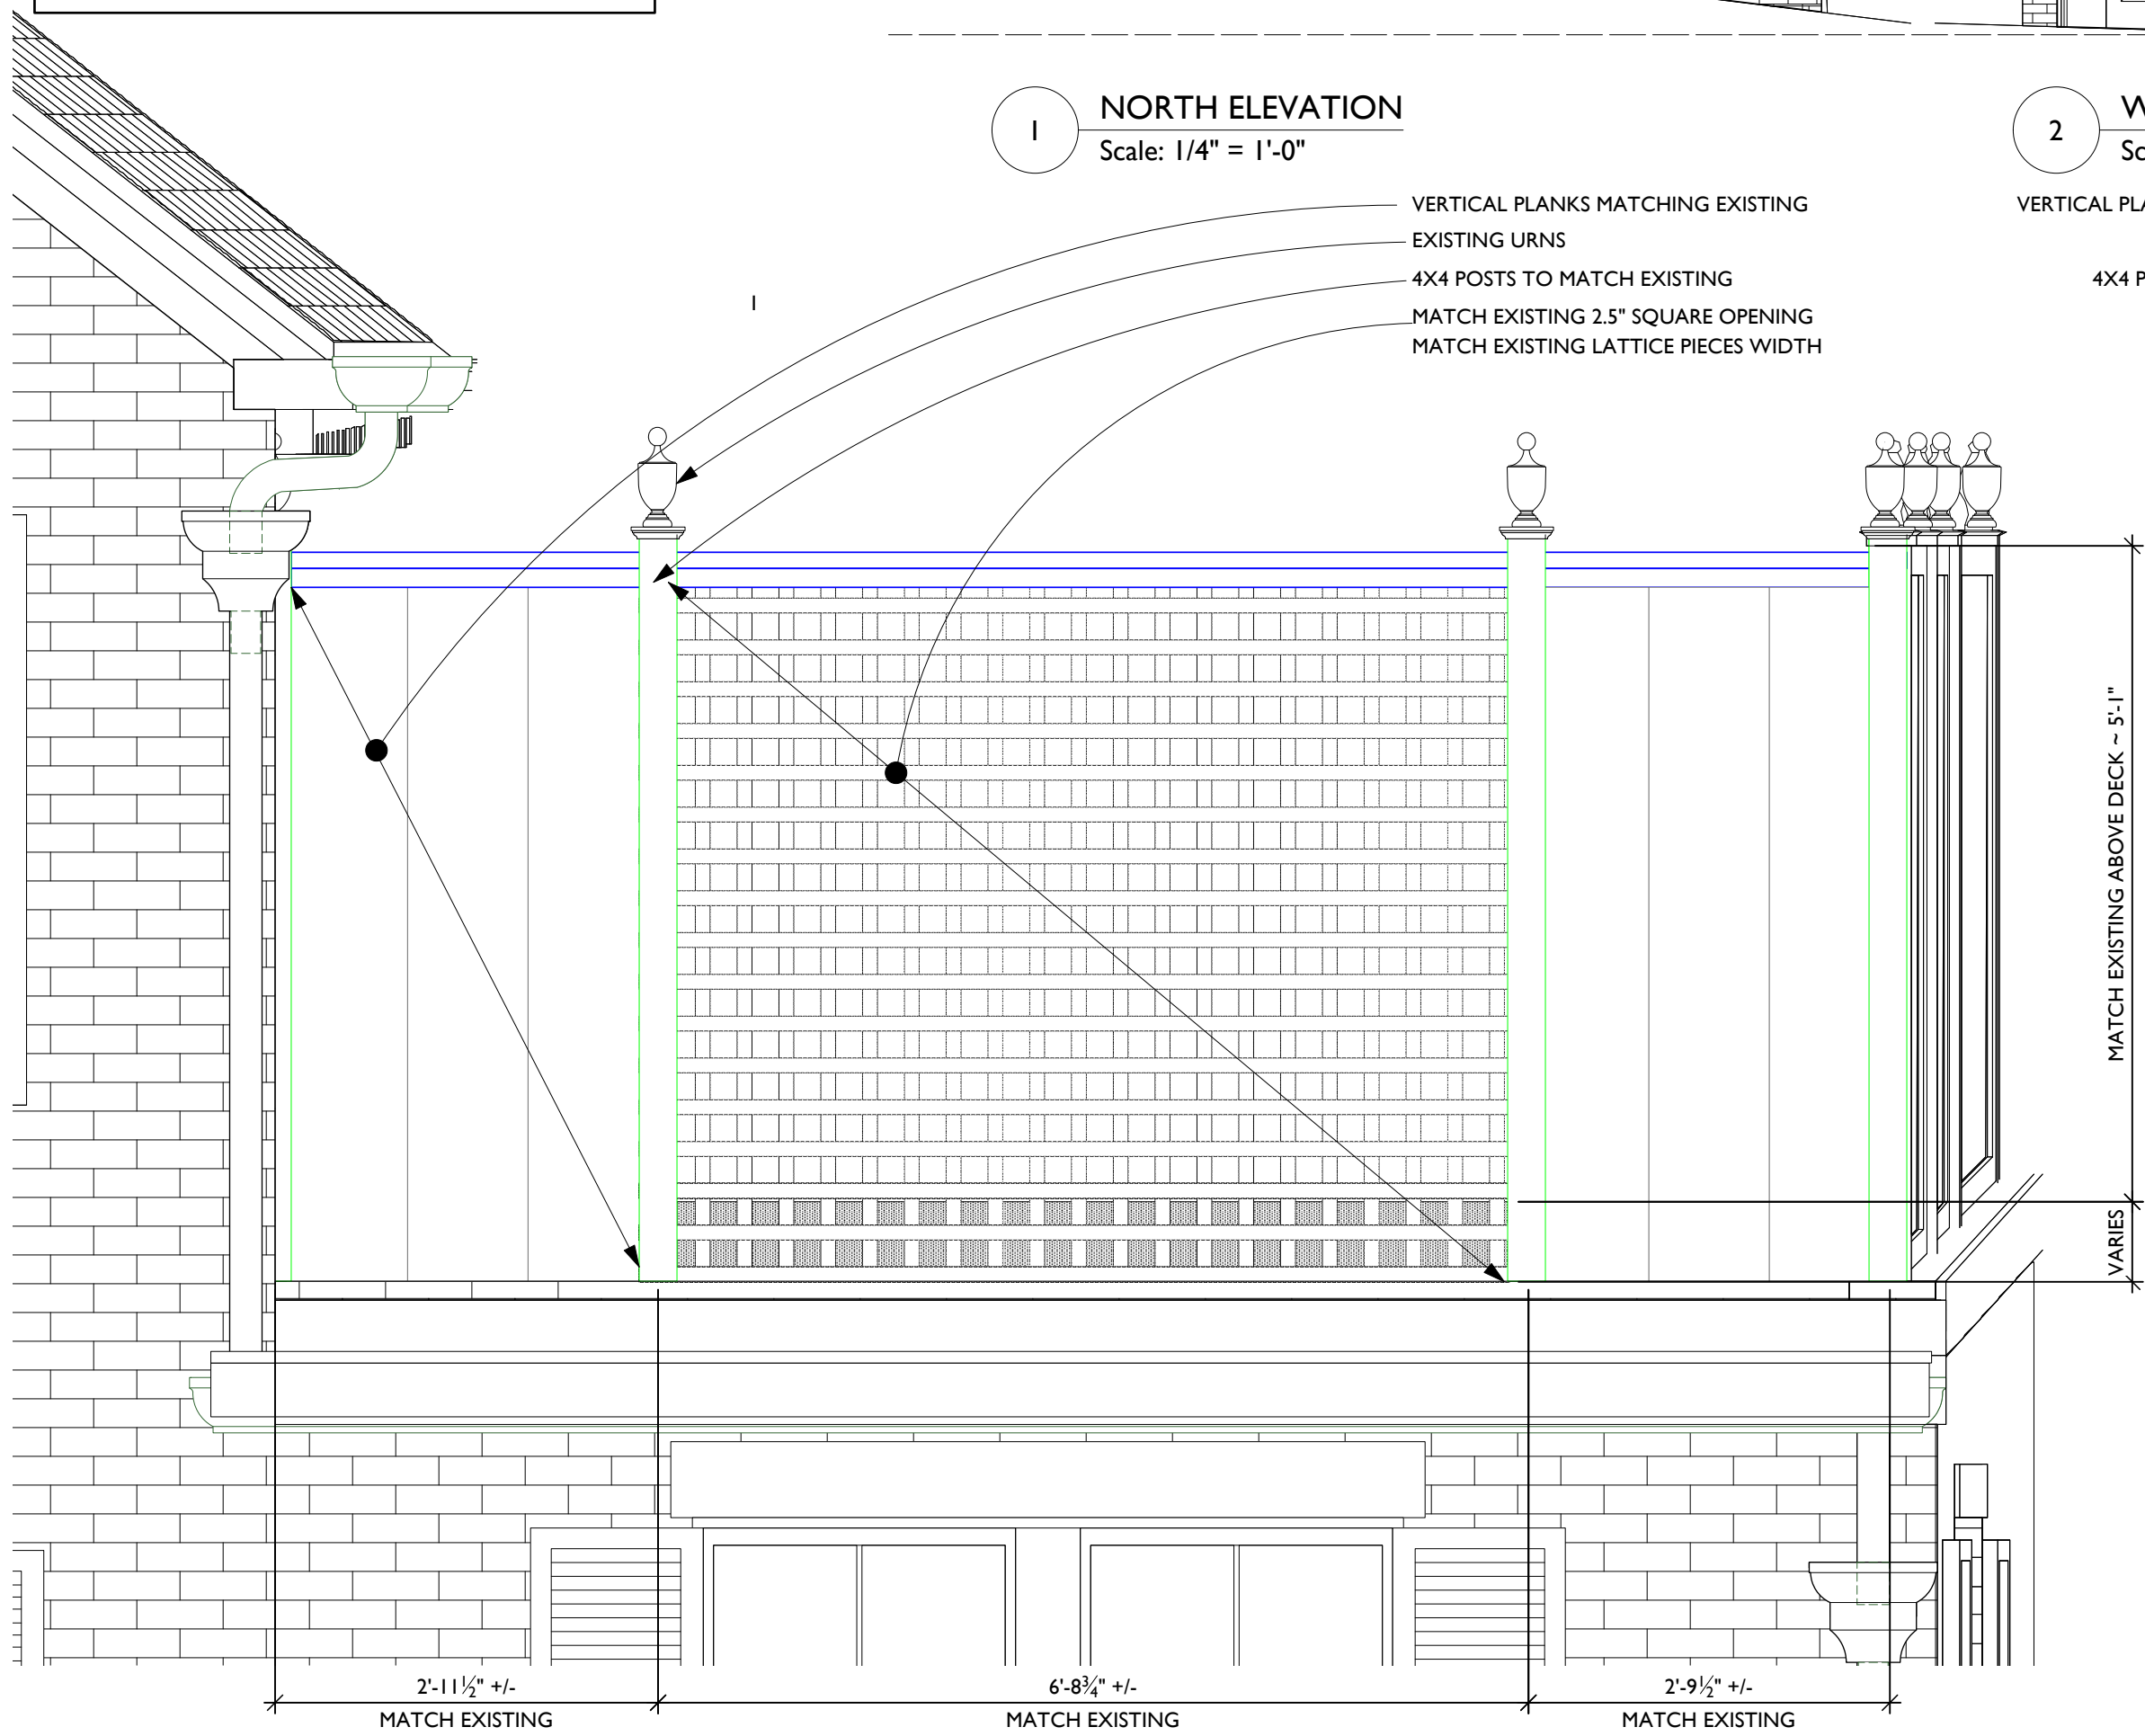 1
NORTH ELEVATION
Scale: 1/4" = 1'-0"
2
VERTICAL PLANKS MATCHING EXISTING
EXISTING URNS
4X4 POSTS TO MATCH EXISTING
MATCH EXISTING 2.5" SQUARE OPENING
MATCH EXISTING LATTICE PIECES WIDTH
VERTICAL
4X4
1
MATCH EXISTING ABOVE DECK ~ 5'-1"
VARIES
2'-11½" +/-
MATCH EXISTING
6'-8¾" +/-
MATCH EXISTING
2'-9½" +/-
MATCH EXISTING